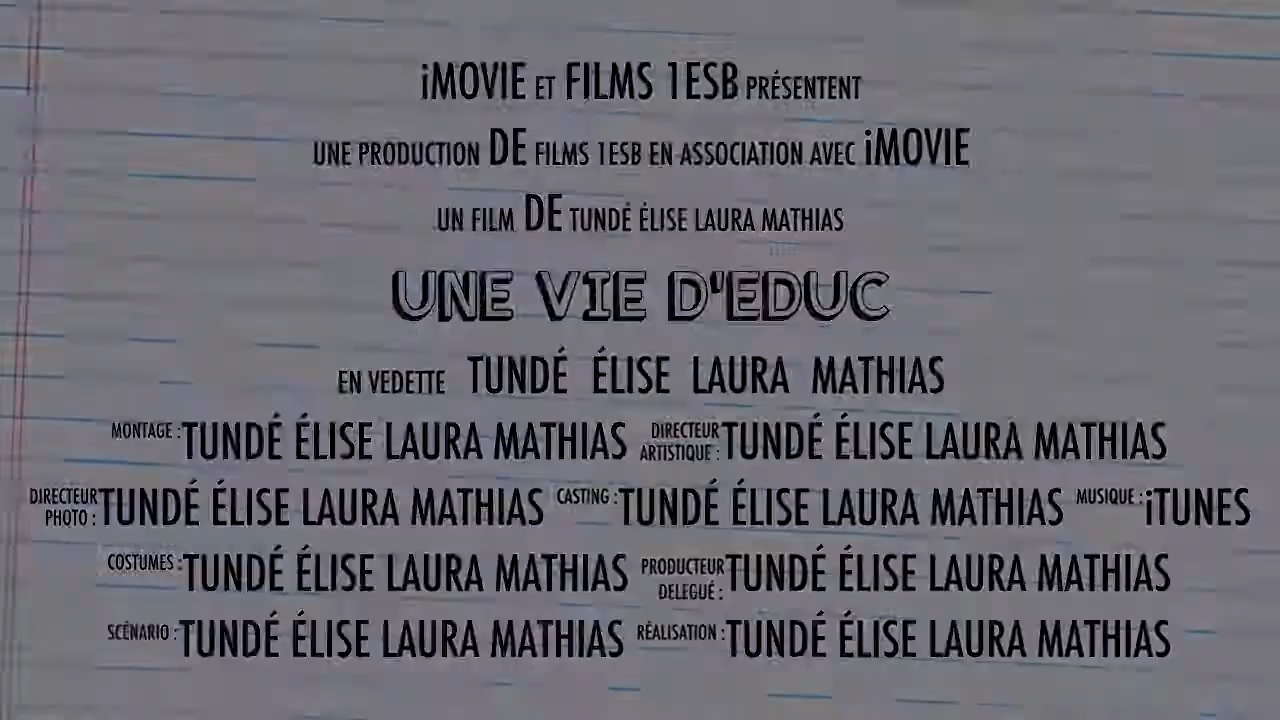 iMOVIE ET FILMS 1ESB PRÉSENTENT
UNE PRODUCTION DE FILMS 1ESB EN ASSOCIATION AVEC iMOVIE
UN FILM DE TUNDÉ ÉLISE LAURA MATHIAS
UNE VIE D'EDUC
EN VEDETTE TUNDÉ ÉLISE LAURA MATHIAS
MONTAGE : TUNDÉ ÉLISE LAURA MATHIAS DIRECTEUR ARTISTIQUE : TUNDÉ ÉLISE LAURA MATHIAS
DIRECTEUR PHOTO : TUNDÉ ÉLISE LAURA MATHIAS CASTING : TUNDÉ ÉLISE LAURA MATHIAS MUSIQUE : iTUNES
COSTUMES : TUNDÉ ÉLISE LAURA MATHIAS PRODUCTEUR DELEGUÉ : TUNDÉ ÉLISE LAURA MATHIAS
SCÉNARIO : TUNDÉ ÉLISE LAURA MATHIAS RÉALISATION : TUNDÉ ÉLISE LAURA MATHIAS